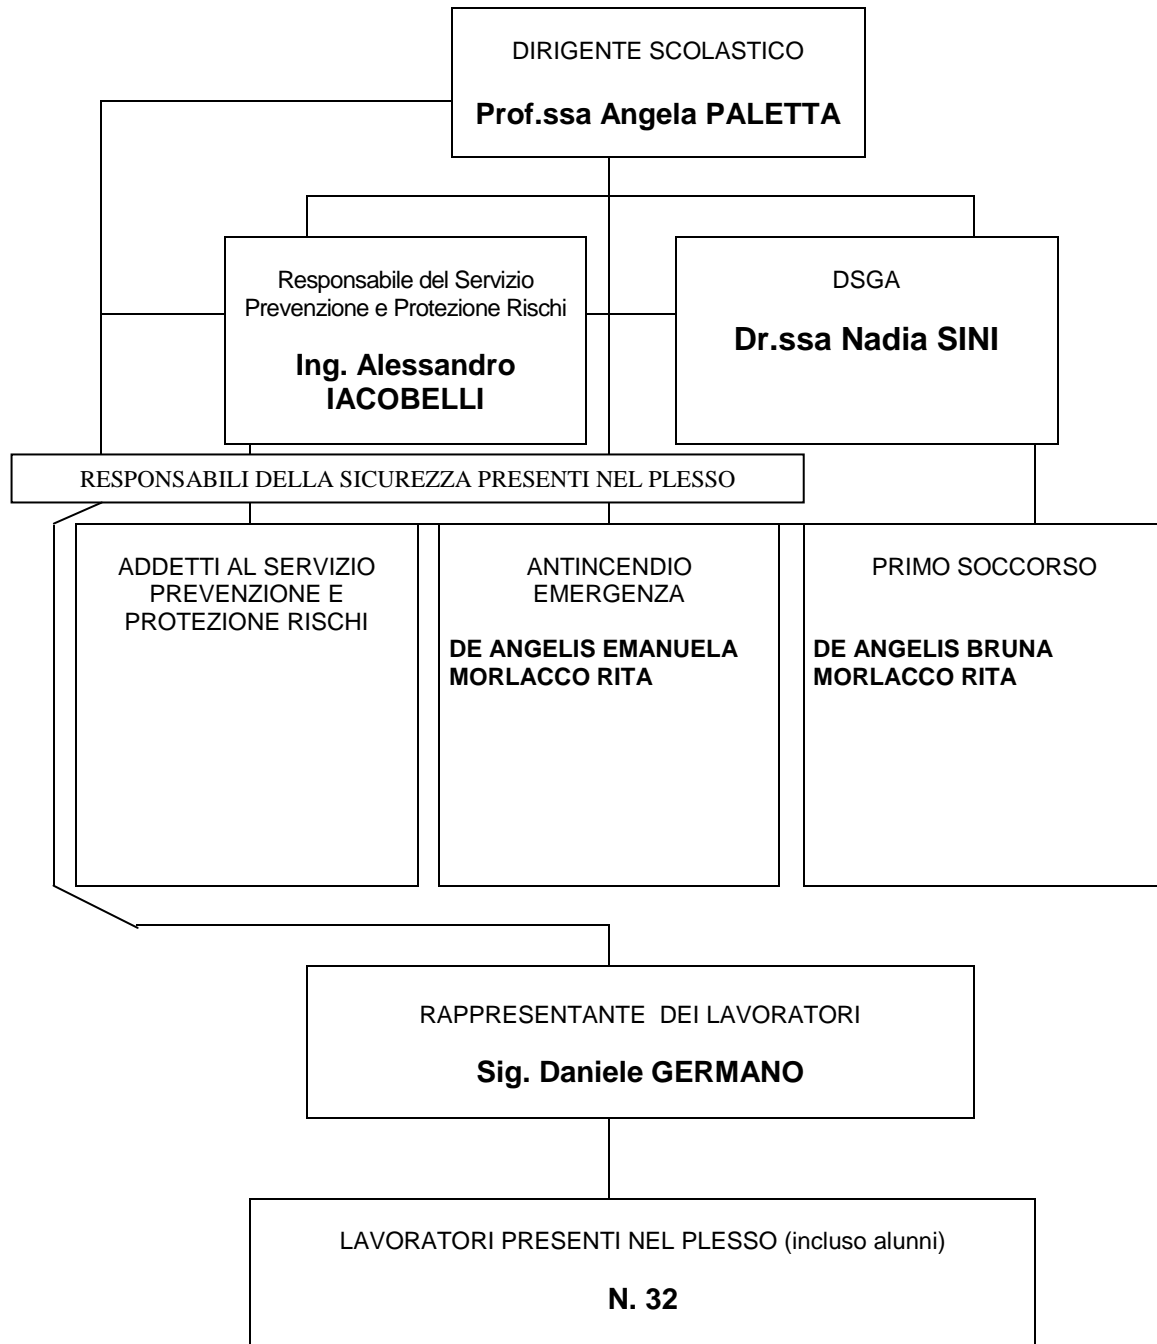 DIRIGENTE SCOLASTICO
Prof.ssa Angela PALETTA
Responsabile del Servizio
Prevenzione e Protezione Rischi
Ing. Alessandro
IACOBELLI
DSGA
Dr.ssa Nadia SINI
RESPONSABILI DELLA SICUREZZA PRESENTI NEL PLESSO
ADDETTI AL SERVIZIO
PREVENZIONE E
PROTEZIONE RISCHI
ANTINCENDIO
EMERGENZA
DE ANGELIS EMANUELA
MORLACCO RITA
PRIMO SOCCORSO
DE ANGELIS BRUNA
MORLACCO RITA
RAPPRESENTANTE DEI LAVORATORI
Sig. Daniele GERMANO
LAVORATORI PRESENTI NEL PLESSO (incluso alunni)
N. 32